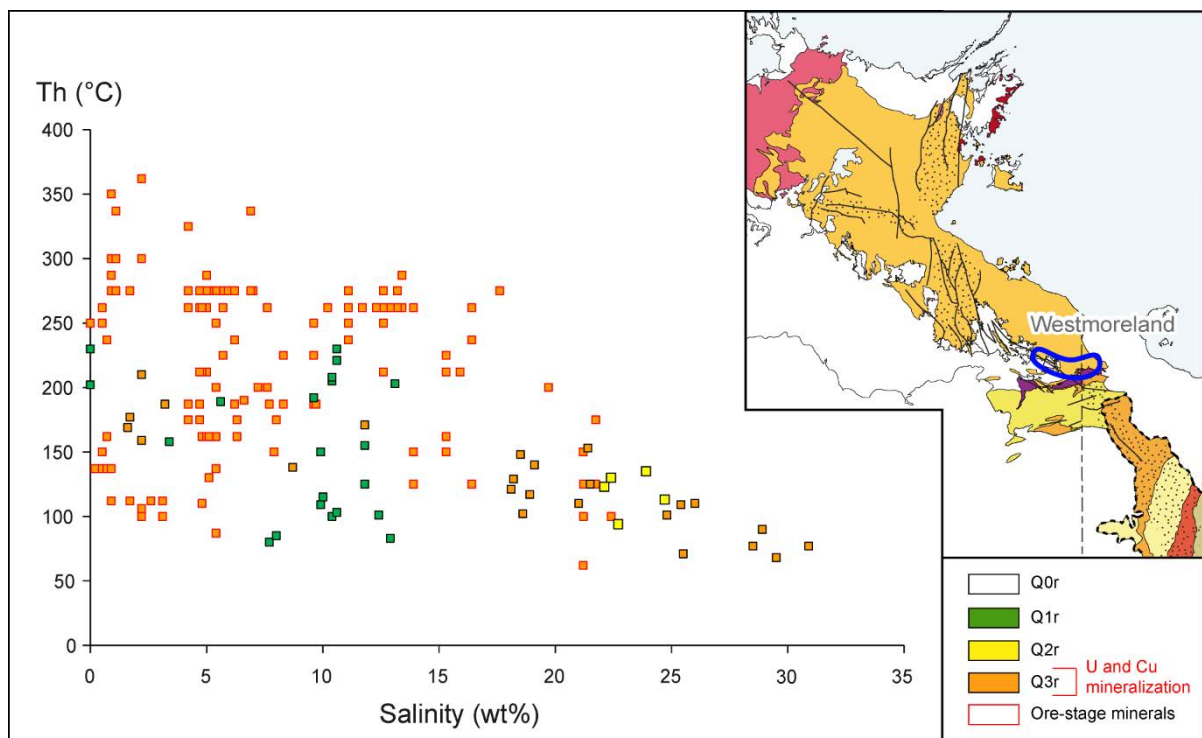 Th (°C)
400
350
300
250
200
150
100
50
0
0 5 10 15 20 25 30 35
Salinity (wt%)
Westmoreland
Q0r
Q1r
Q2r
Q3r
U and Cu
mineralization
Ore-stage minerals